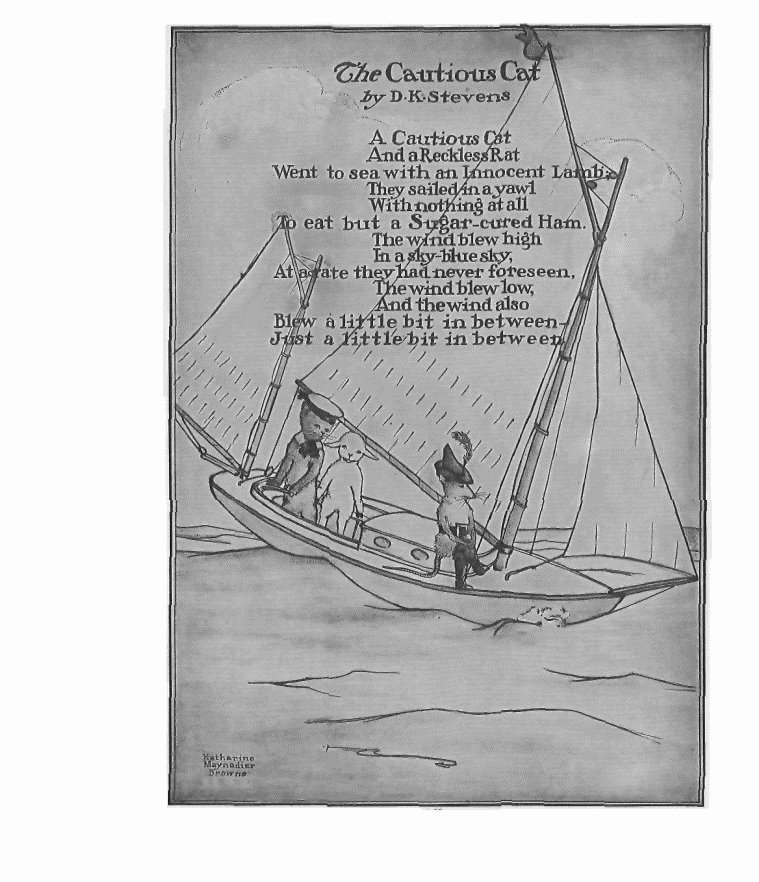 The Cautious Cat
by D.K.Stevens
A Cautious Cat
And a Reckless Rat
Went to sea with an Innocent Lamb;
They sailed in a yawl
With nothing at all
To eat but a Sugar-cured Ham.
The wind blew high
In a sky-blue sky,
At a rate they had never foreseen,
The wind blew low,
And the wind also
Blew a little bit in between—
Just a little bit in between.
Katharine
Maynadier
Browne